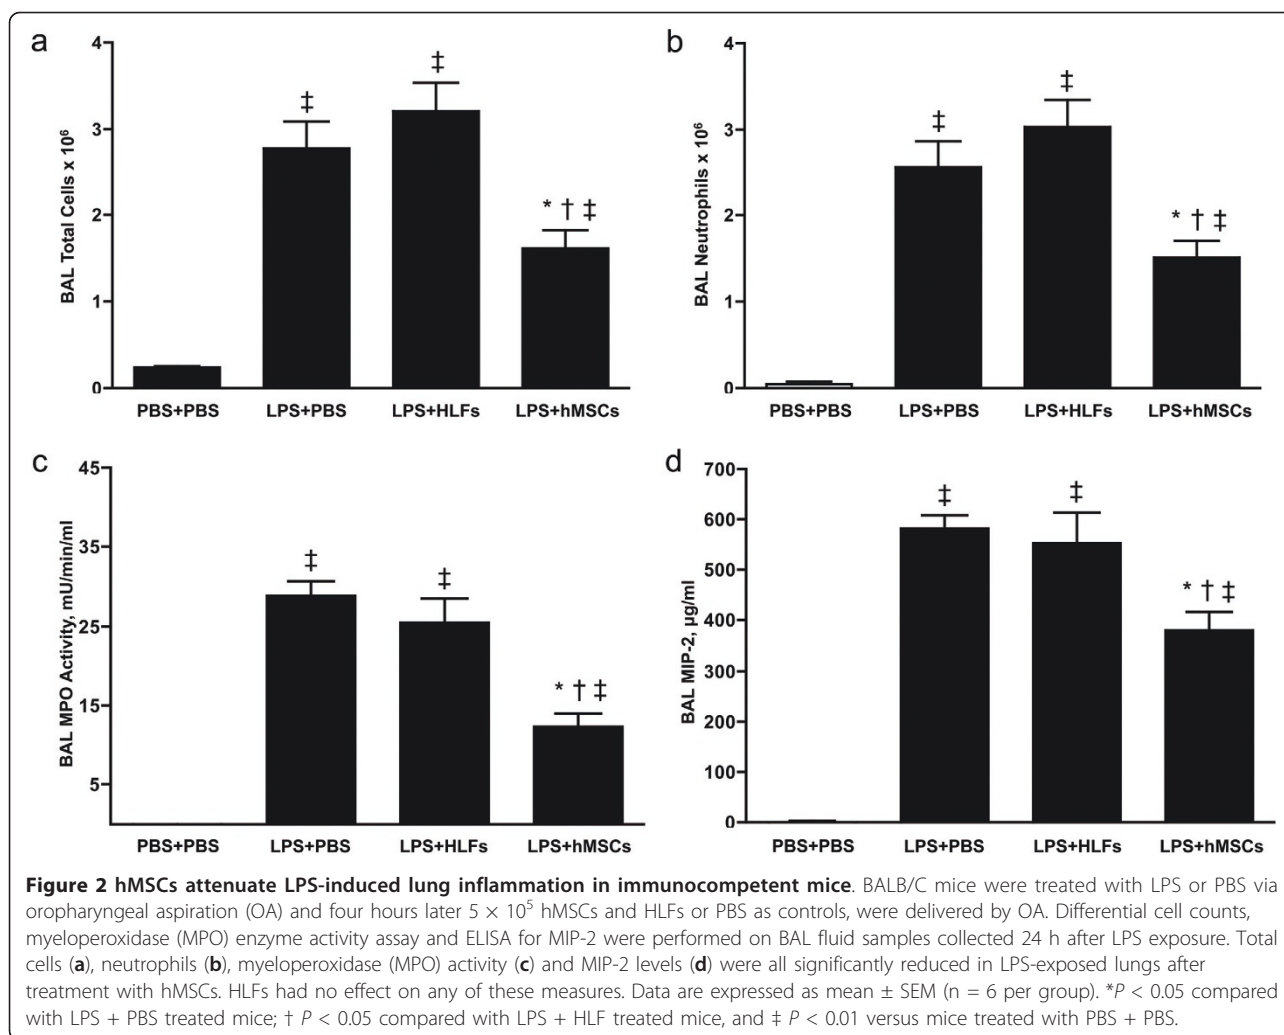 a
4
3
2
1
0
BAL Total Cells x 10⁶
‡
‡
* † ‡
PBS+PBS LPS+PBS LPS+HLFs LPS+hMSCs
b
4
3
2
1
0
BAL Neutrophils x 10⁶
‡
‡
* † ‡
PBS+PBS LPS+PBS LPS+HLFs LPS+hMSCs
c
45
35
25
15
5
BAL MPO Activity, mU/min/ml
‡
‡
* † ‡
PBS+PBS LPS+PBS LPS+HLFs LPS+hMSCs
d
700
600
500
400
300
200
100
0
BAL MIP-2, µg/ml
‡
‡
* † ‡
PBS+PBS LPS+PBS LPS+HLFs LPS+hMSCs
Figure 2 hMSCs attenuate LPS-induced lung inflammation in immunocompetent mice. BALB/C mice were treated with LPS or PBS via
oropharyngeal aspiration (OA) and four hours later 5 × 10⁵ hMSCs and HLFs or PBS as controls, were delivered by OA. Differential cell counts,
myeloperoxidase (MPO) enzyme activity assay and ELISA for MIP-2 were performed on BAL fluid samples collected 24 h after LPS exposure. Total
cells (a), neutrophils (b), myeloperoxidase (MPO) activity (c) and MIP-2 levels (d) were all significantly reduced in LPS-exposed lungs after
treatment with hMSCs. HLFs had no effect on any of these measures. Data are expressed as mean ± SEM (n = 6 per group). *P < 0.05 compared
with LPS + PBS treated mice; † P < 0.05 compared with LPS + HLF treated mice, and ‡ P < 0.01 versus mice treated with PBS + PBS.